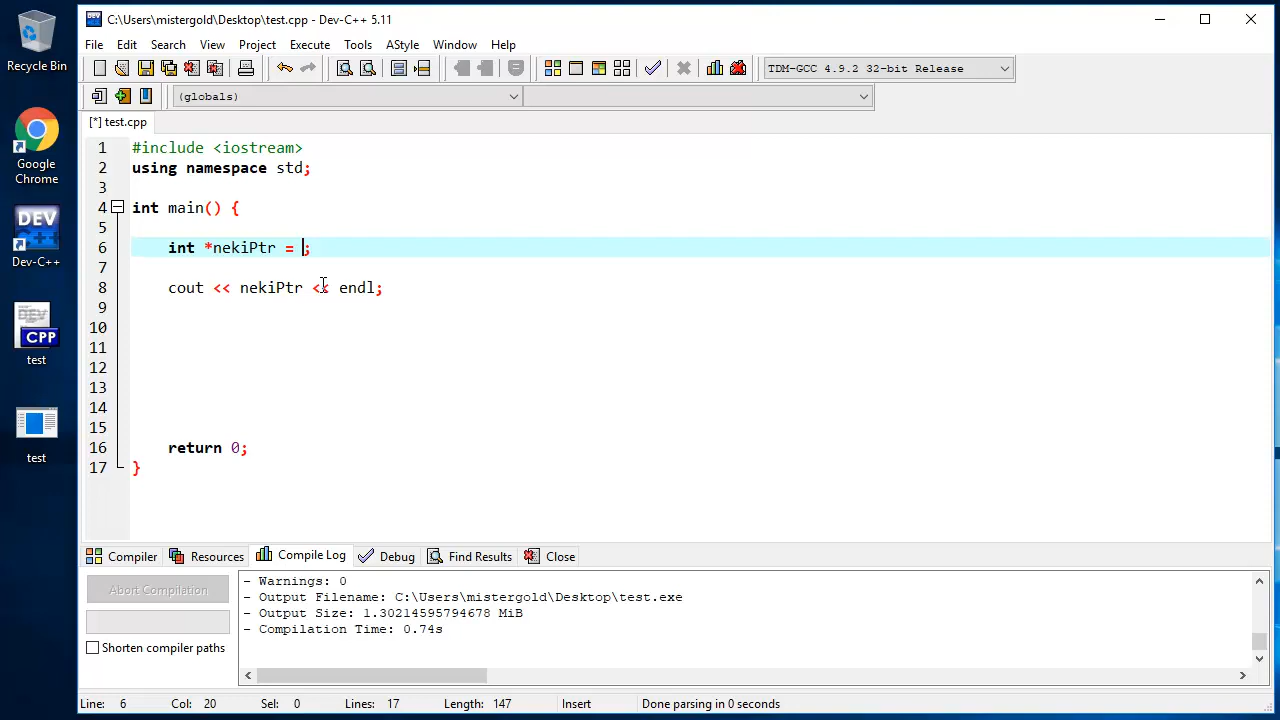 Recycle Bin
Google
Chrome
DEV
C++
Dev-C++
DEV
CPP
test
test
C:\Users\mistergold\Desktop\test.cpp - Dev-C++ 5.11
File Edit Search View Project Execute Tools AStyle Window Help
TDM-GCC 4.9.2 32-bit Release
(globals)
[*] test.cpp
1 #include <iostream>
2 using namespace std;
3
4 int main() {
5
6 int *nekiPtr = ;
7
8 cout << nekiPtr << endl;
9
10
11
12
13
14
15
16 return 0;
17 }
Compiler Resources Compile Log Debug Find Results Close
Abort Compilation
Shorten compiler paths
- Warnings: 0
- Output Filename: C:\Users\mistergold\Desktop\test.exe
- Output Size: 1.30214595794678 MiB
- Compilation Time: 0.74s
Line: 6 Col: 20 Sel: 0 Lines: 17 Length: 147 Insert Done parsing in 0 seconds